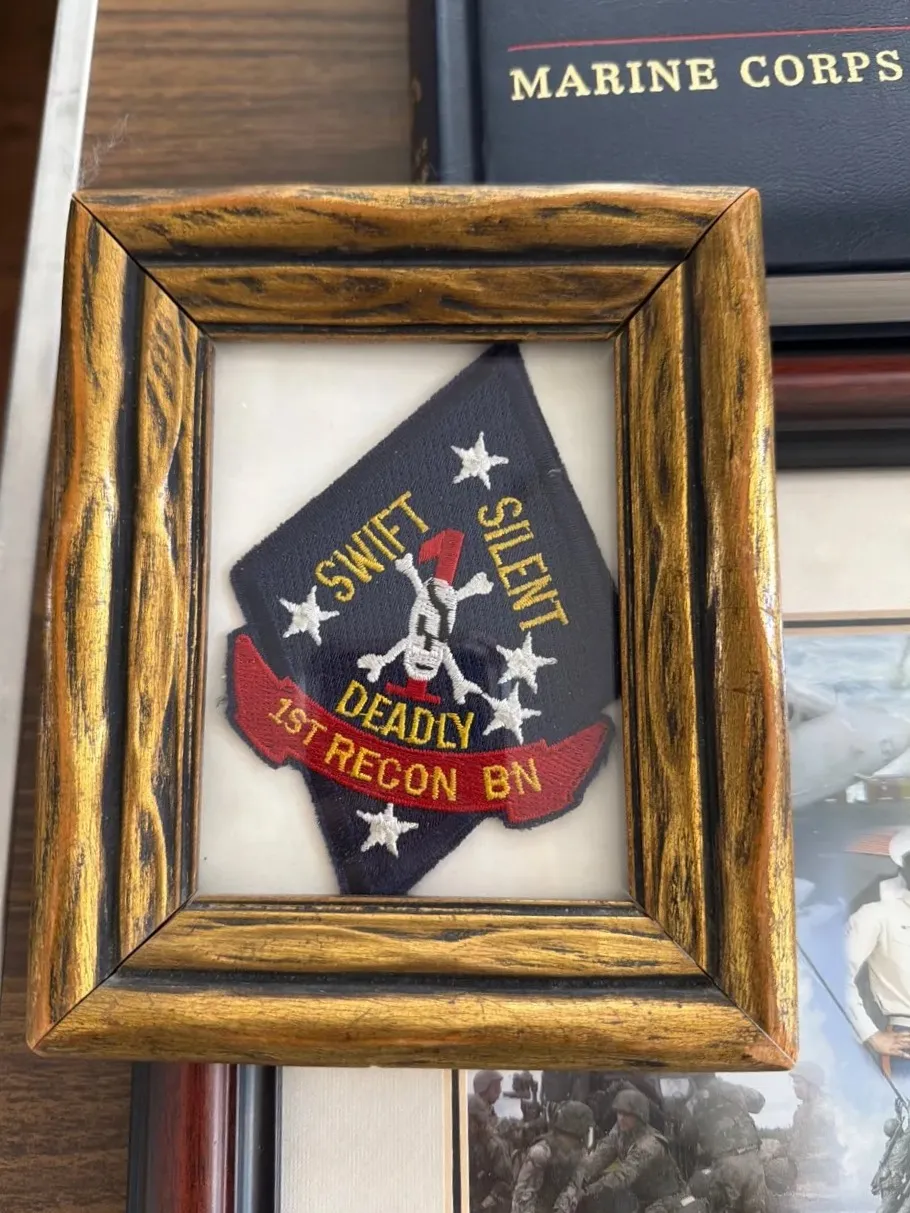 MARINE CORPS
SWIFT
SILENT
1
DEADLY
1ST RECON BN